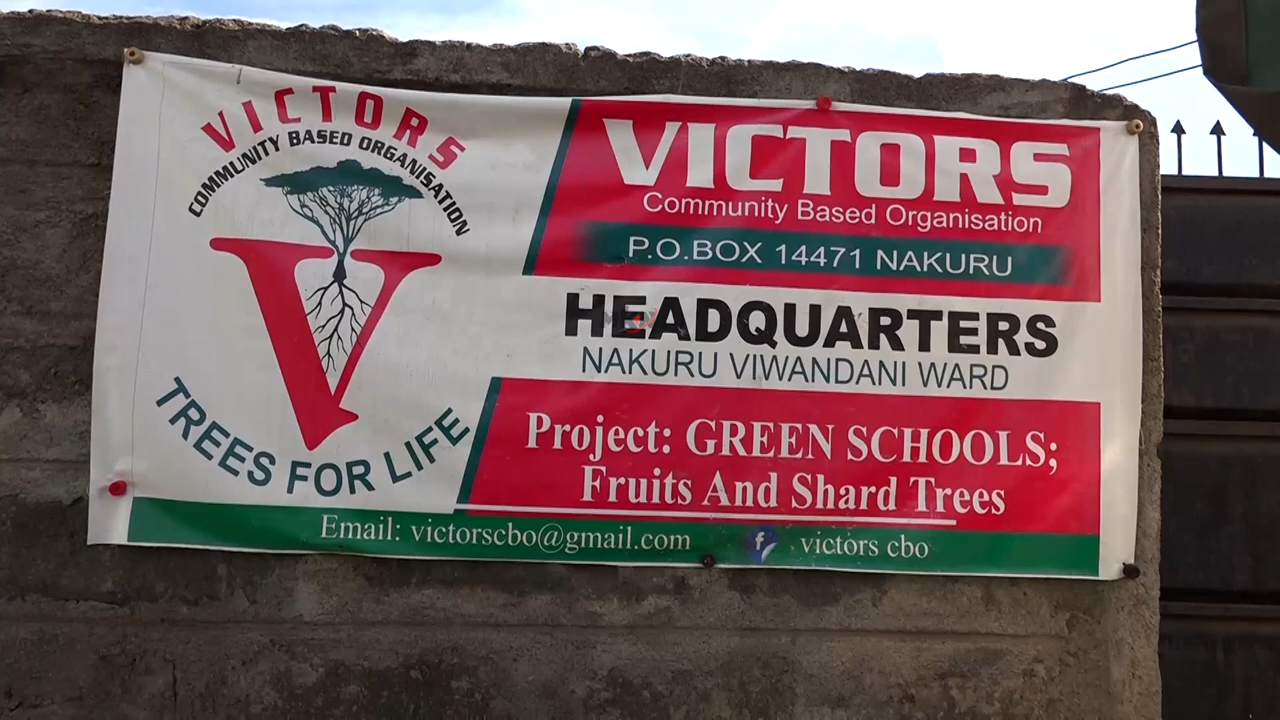 VICTORS
COMMUNITY BASED ORGANISATION
V
TREES FOR LIFE
VICTORS
Community Based Organisation
P.O.BOX 14471 NAKURU
HEADQUARTERS
NAKURU VIWANDANI WARD
Project: GREEN SCHOOLS;
Fruits And Shard Trees
Email: victorscbo@gmail.com f victors cbo